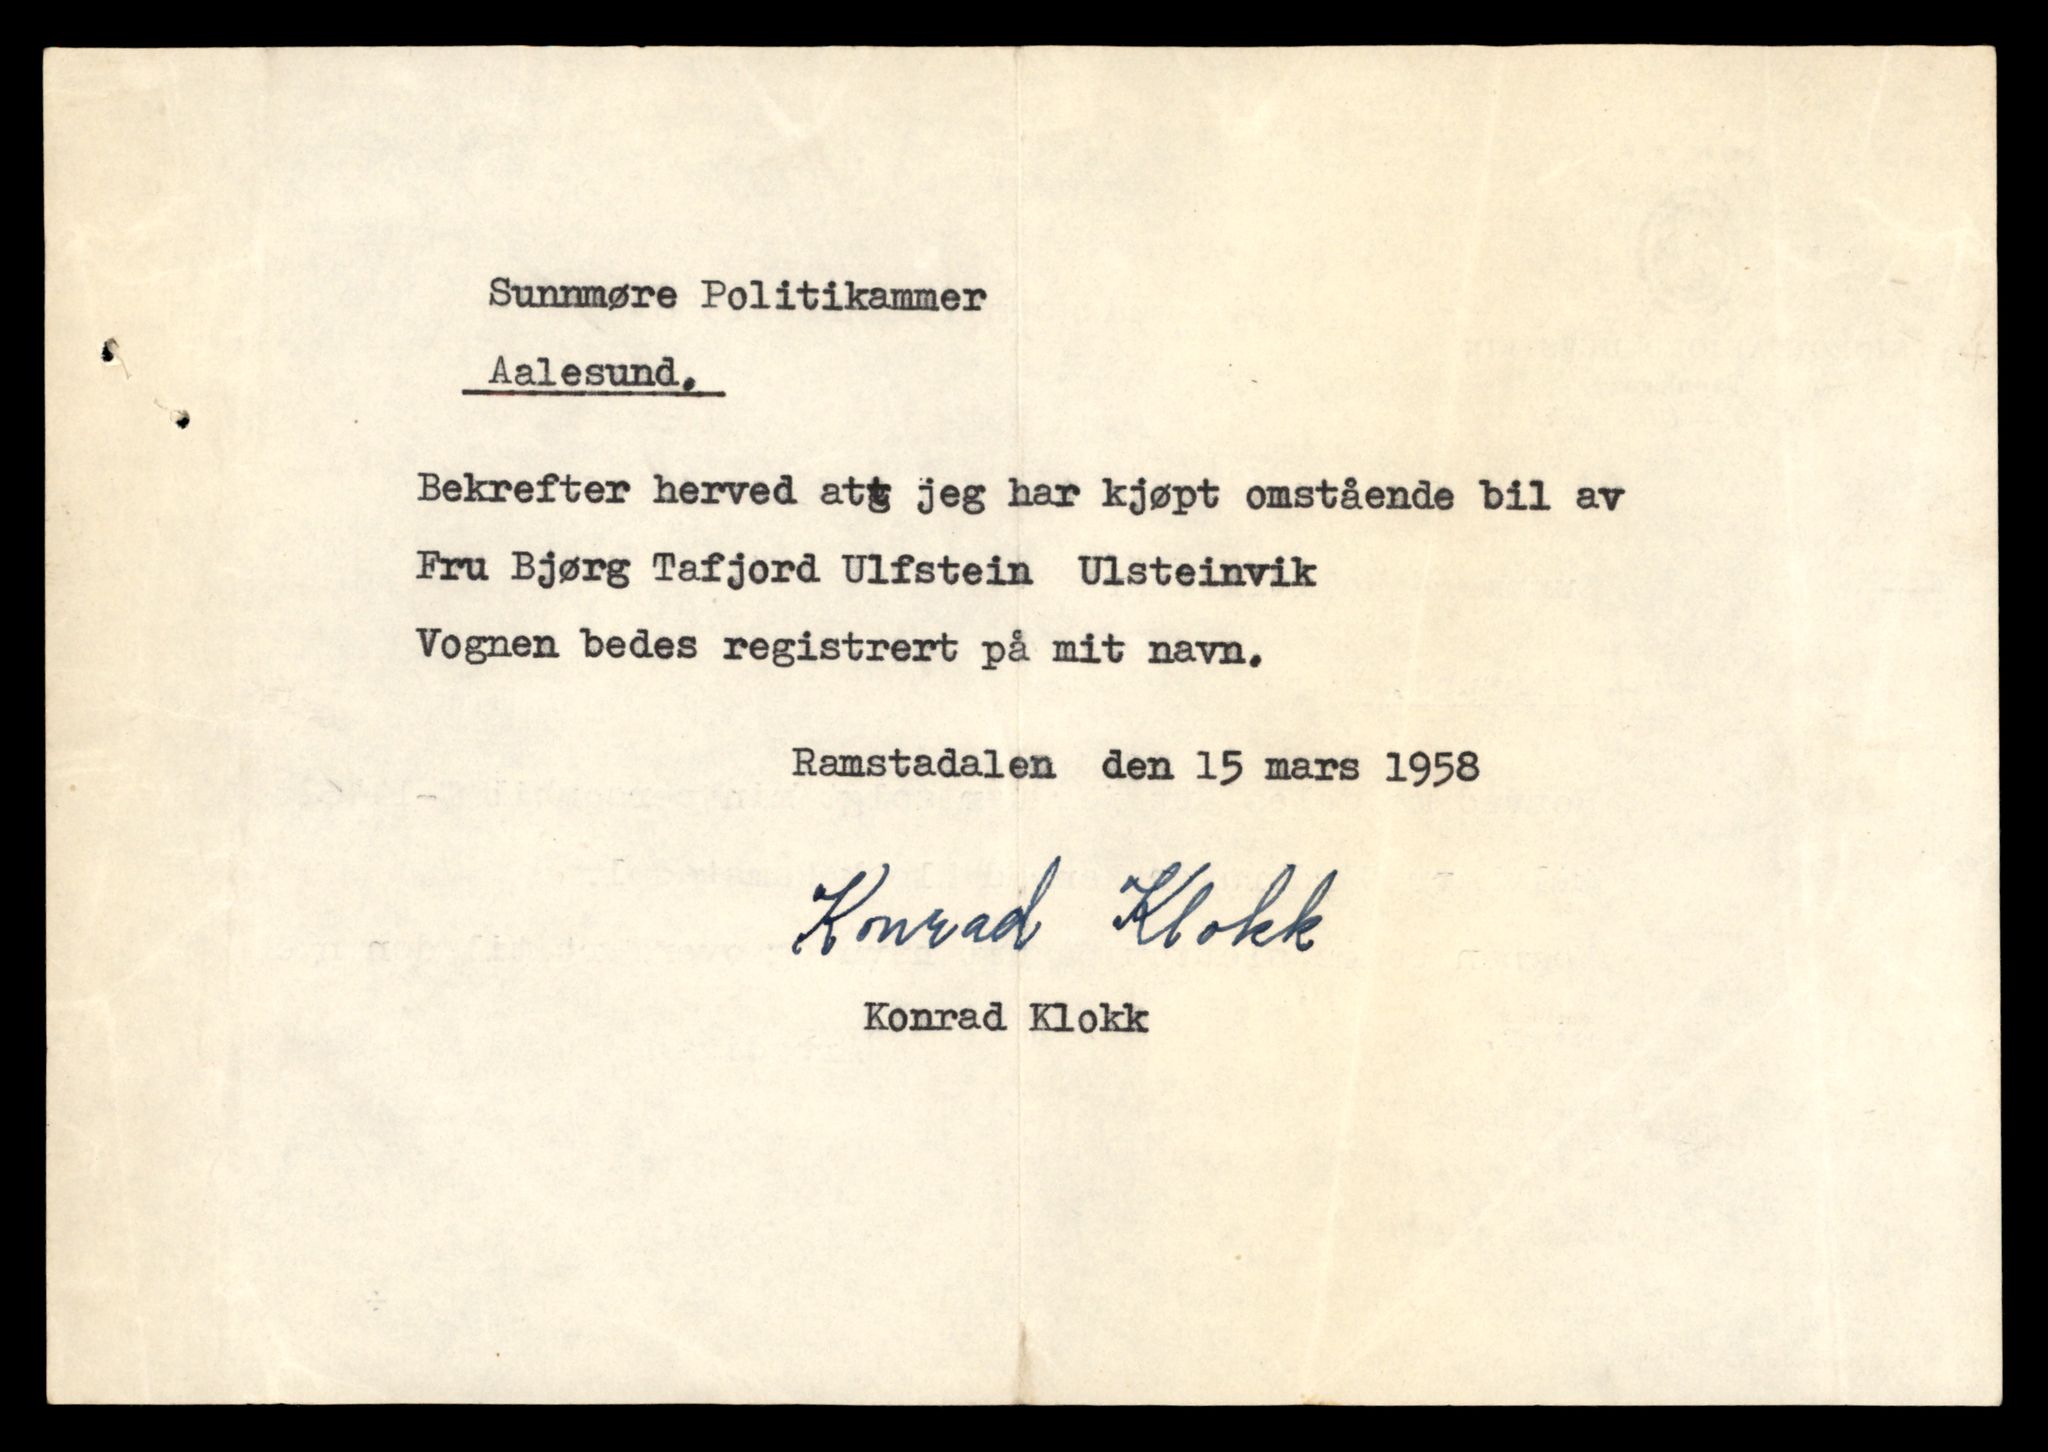 Sunnmøre Politikammer
Aalesund.
Bekrefter herved att jeg har kjøpt omstående bil av
Fru Bjørg Tafjord Ulfstein Ulsteinvik
Vognen bedes registrert på mit navn.
Ramstadalen den 15 mars 1958
Konrad Klokk
Konrad Klokk